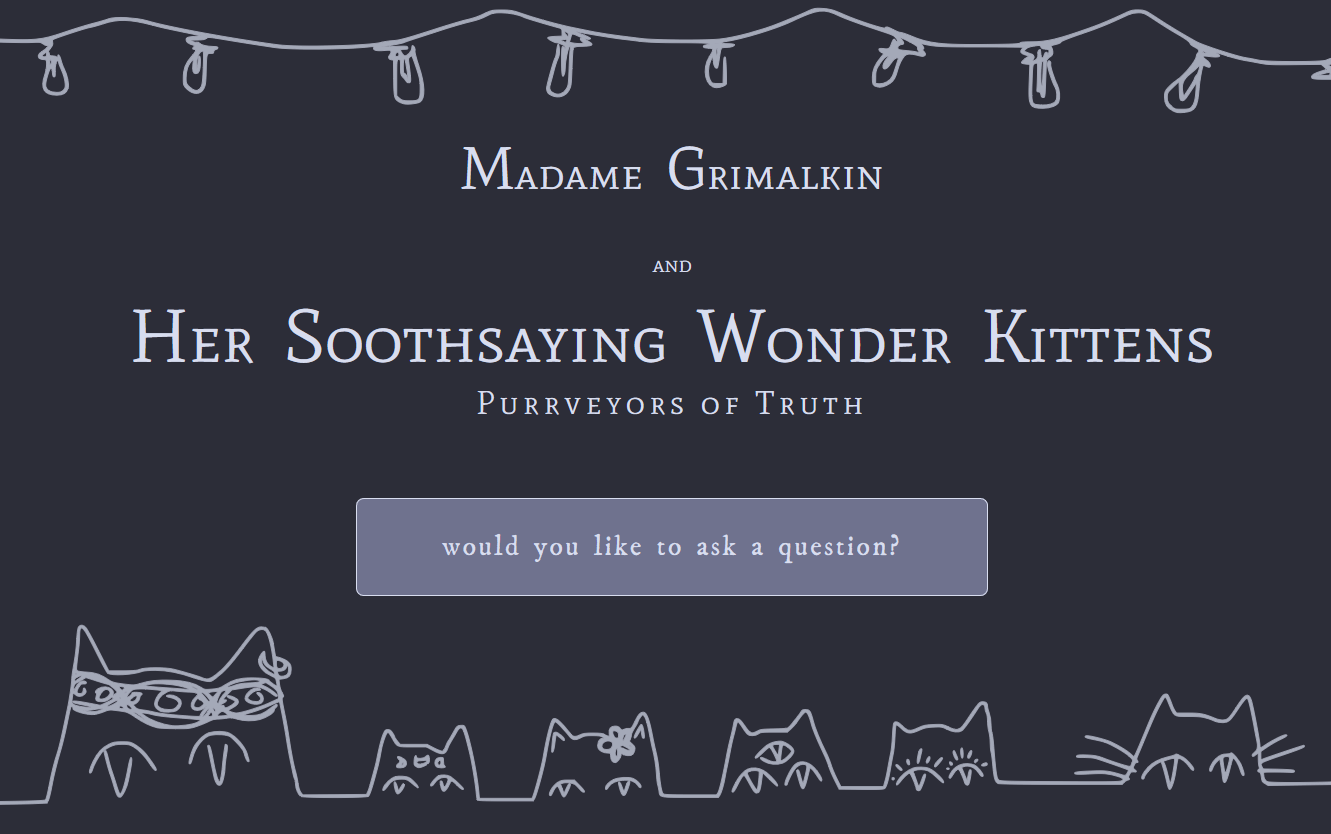 Madame Grimalkin
and
Her Soothsaying Wonder Kittens
Purrveyors of Truth
would you like to ask a question?